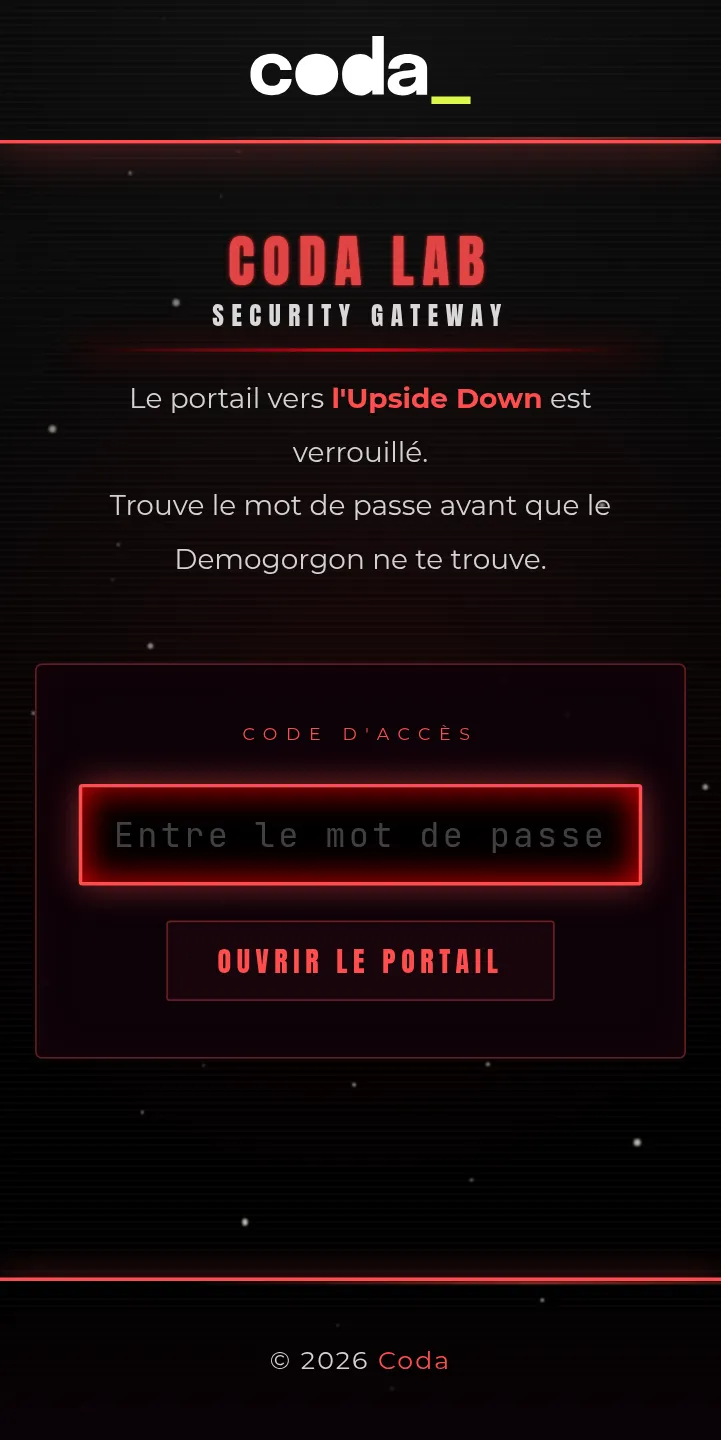 coda_
CODA LAB
SECURITY GATEWAY
Le portail vers l'Upside Down est
verrouillé.
Trouve le mot de passe avant que le
Demogorgon ne te trouve.
CODE D'ACCÈS
Entre le mot de passe
OUVRIR LE PORTAIL
© 2026 Coda